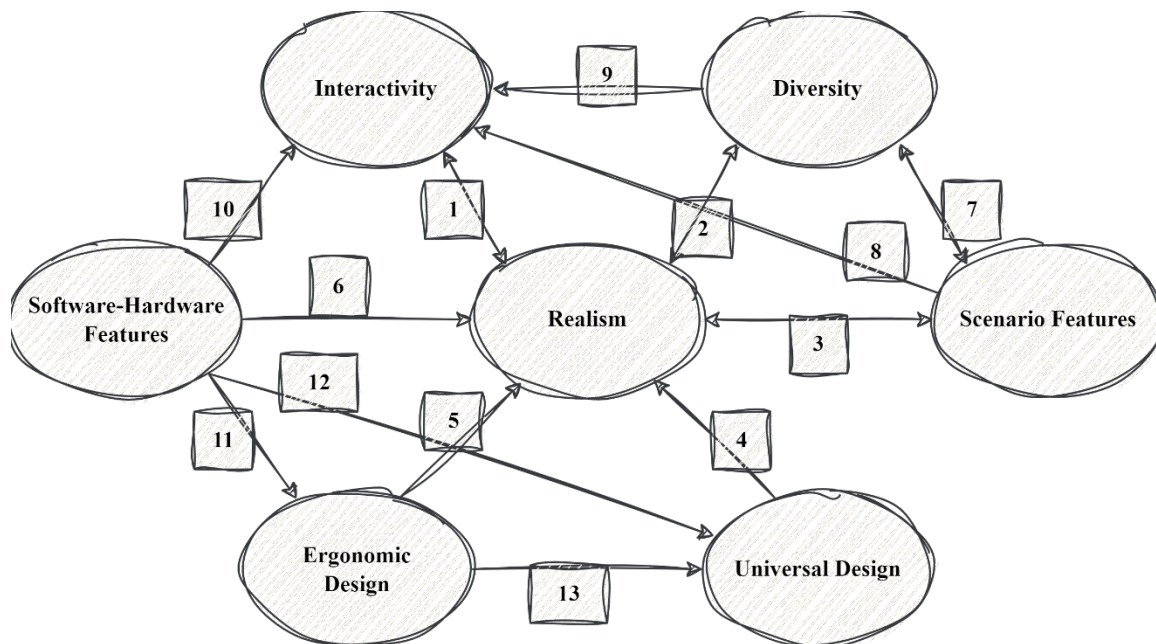 9
Interactivity
Diversity
10
1
2
7
8
6
Software-Hardware
Features
Realism
Scenario Features
3
12
5
11
4
Ergonomic
Design
Universal Design
13